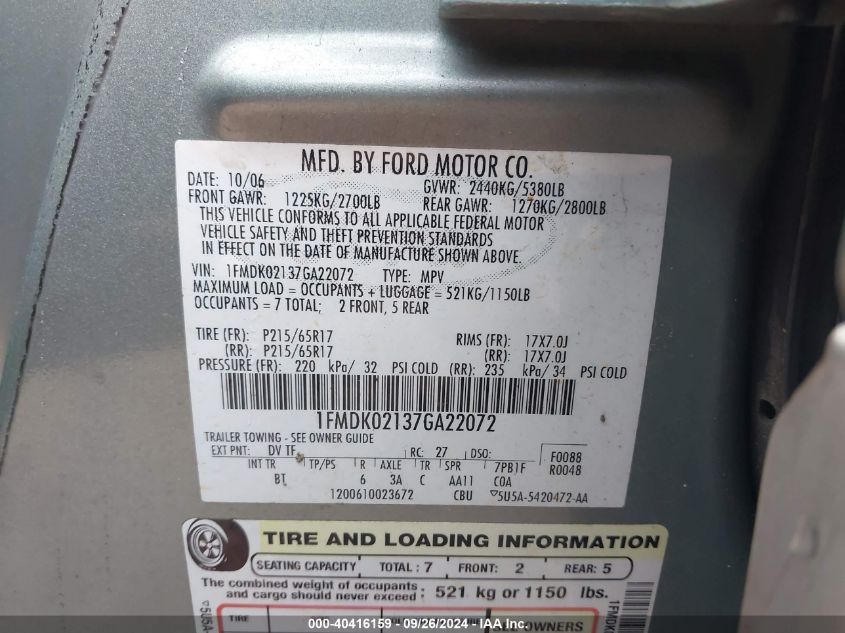 MFD. BY FORD MOTOR CO.
DATE: 10/06 GVWR: 2440KG/5380LB
FRONT GAWR: 1225KG/2700LB REAR GAWR: 1270KG/2800LB
THIS VEHICLE CONFORMS TO ALL APPLICABLE FEDERAL MOTOR
VEHICLE SAFETY AND THEFT PREVENTION STANDARDS
IN EFFECT ON THE DATE OF MANUFACTURE SHOWN ABOVE.
VIN: 1FMDK02137GA22072 TYPE: MPV
MAXIMUM LOAD = OCCUPANTS + LUGGAGE = 521KG/1150LB
OCCUPANTS = 7 TOTAL; 2 FRONT, 5 REAR
TIRE (FR): P215/65R17 RIMS (FR): 17X7.0J
(RR): P215/65R17 (RR): 17X7.0J
PRESSURE (FR): 220 kPa/ 32 PSI COLD (RR): 235 kPa/ 34 PSI COLD
1FMDK02137GA22072
TRAILER TOWING - SEE OWNER GUIDE
EXT PNT: DV TF RC: 27 DSO: F0088
INT TR TP/PS R AXLE TR SPR 7PB1F R0048
BT 6 3A C AA11 COA
1200610023672 CBU ▽5U5A-5420472-AA
TIRE AND LOADING INFORMATION
SEATING CAPACITY TOTAL : 7 FRONT: 2 REAR: 5
The combined weight of occupants
and cargo should never exceed : 521 kg or 1150 lbs.
TIRE SEE OWNERS
▽5U5A-
1FMDK
000-40416159 - 09/26/2024 - IAA Inc.